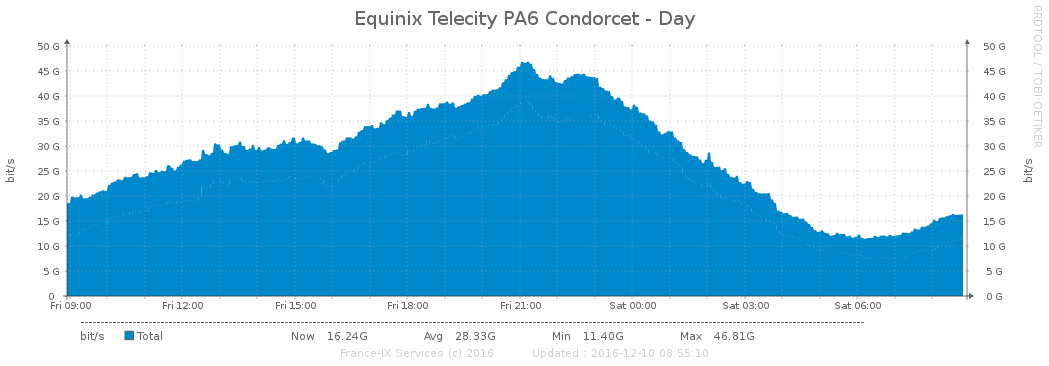 Equinix Telecity PA6 Condorcet - Day
RRDTOOL / TOBI OETIKER
bit/s
50 G 50 G
45 G 45 G
40 G 40 G
35 G 35 G
30 G 30 G
25 G 25 G
20 G 20 G
15 G 15 G
10 G 10 G
5 G 5 G
0 0 G
bit/s
Fri 09:00 Fri 12:00 Fri 15:00 Fri 18:00 Fri 21:00 Sat 00:00 Sat 03:00 Sat 06:00
bit/s Total Now 16.24G Avg 28.33G Min 11.40G Max 46.81G
France-IX Services (c) 2016 Updated : 2016-12-10 08:55:10